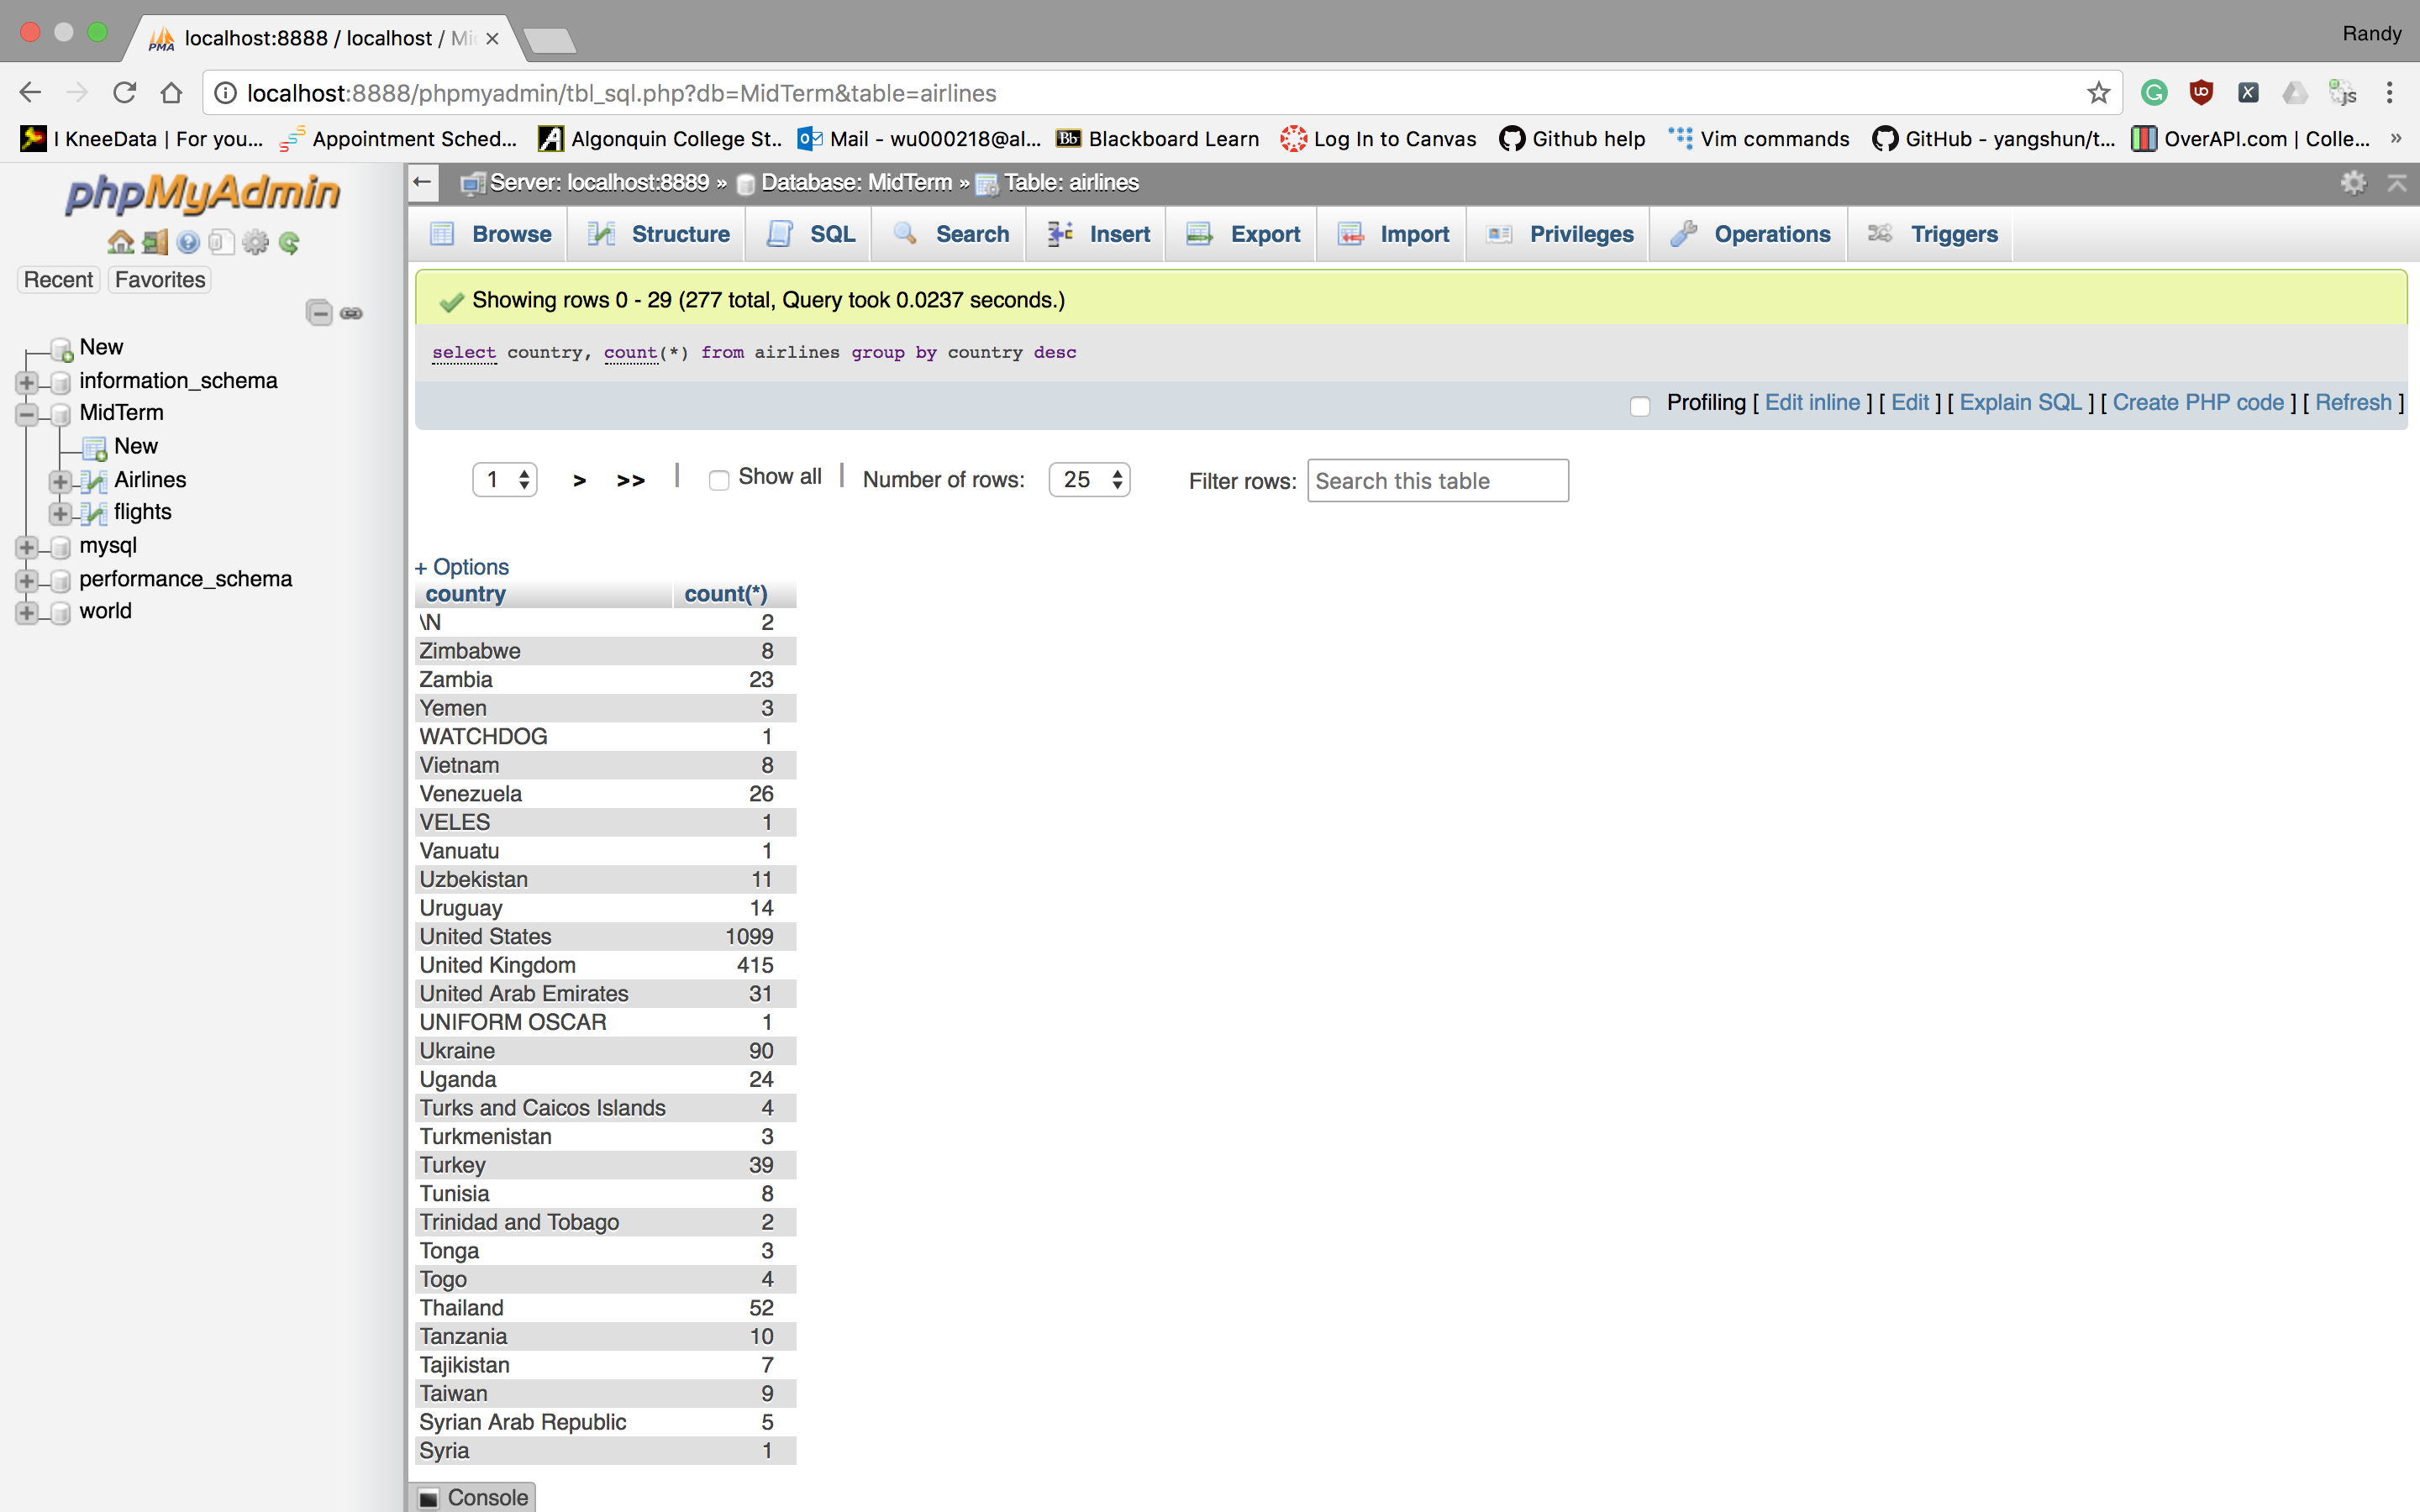 localhost:8888 / localhost / Mi
Randy
localhost:8888/phpmyadmin/tbl_sql.php?db=MidTerm&table=airlines
I KneeData | For you... Appointment Sched... Algonquin College St... Mail - wu000218@al... Blackboard Learn Log In to Canvas Github help Vim commands GitHub - yangshun/t... OverAPI.com | Colle... »
phpMyAdmin
Recent Favorites
New
information_schema
MidTerm
New
Airlines
flights
mysql
performance_schema
world
Server: localhost:8889 » Database: MidTerm » Table: airlines
Browse Structure SQL Search Insert Export Import Privileges Operations Triggers
Showing rows 0 - 29 (277 total, Query took 0.0237 seconds.)
select country, count(*) from airlines group by country desc
Profiling [ Edit inline ] [ Edit ] [ Explain SQL ] [ Create PHP code ] [ Refresh ]
1 > >> | Show all | Number of rows: 25 Filter rows: Search this table
+ Options
country count(*)
\N 2
Zimbabwe 8
Zambia 23
Yemen 3
WATCHDOG 1
Vietnam 8
Venezuela 26
VELES 1
Vanuatu 1
Uzbekistan 11
Uruguay 14
United States 1099
United Kingdom 415
United Arab Emirates 31
UNIFORM OSCAR 1
Ukraine 90
Uganda 24
Turks and Caicos Islands 4
Turkmenistan 3
Turkey 39
Tunisia 8
Trinidad and Tobago 2
Tonga 3
Togo 4
Thailand 52
Tanzania 10
Tajikistan 7
Taiwan 9
Syrian Arab Republic 5
Syria 1
Console